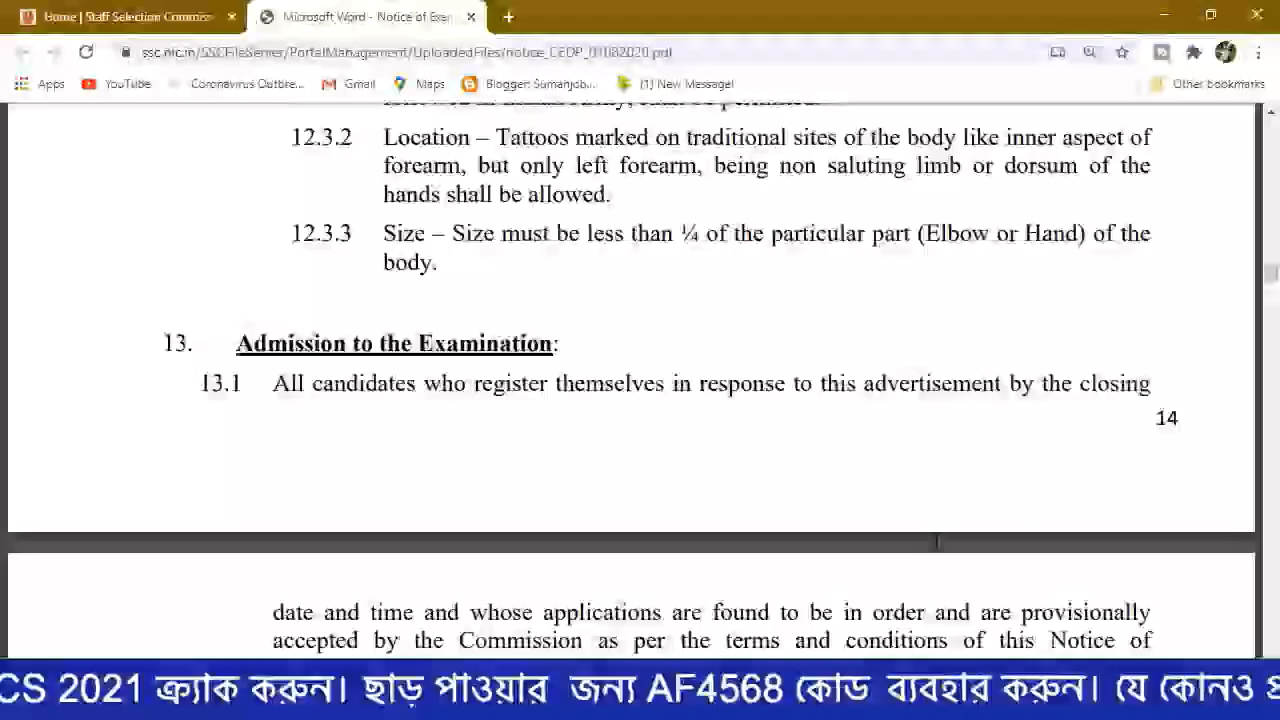 Home | Staff Selection Commiss
Microsoft Word - Notice of Exan
ssc.nic.in/SSCFileServer/PortalManagement/UploadedFiles/notice_CEDP_01082020.pdf
Apps YouTube Coronavirus Outbre... Gmail Maps Blogger: Sumanjob... (1) New Message! Other bookmarks
12.3.2 Location – Tattoos marked on traditional sites of the body like inner aspect of
forearm, but only left forearm, being non saluting limb or dorsum of the
hands shall be allowed.
12.3.3 Size – Size must be less than ¼ of the particular part (Elbow or Hand) of the
body.
13. Admission to the Examination:
13.1 All candidates who register themselves in response to this advertisement by the closing
14
date and time and whose applications are found to be in order and are provisionally
accepted by the Commission as per the terms and conditions of this Notice of
CS 2021 ক্র্যাক করুন। ছাড় পাওয়ার জন্য AF4568 কোড ব্যবহার করুন। যে কোনও